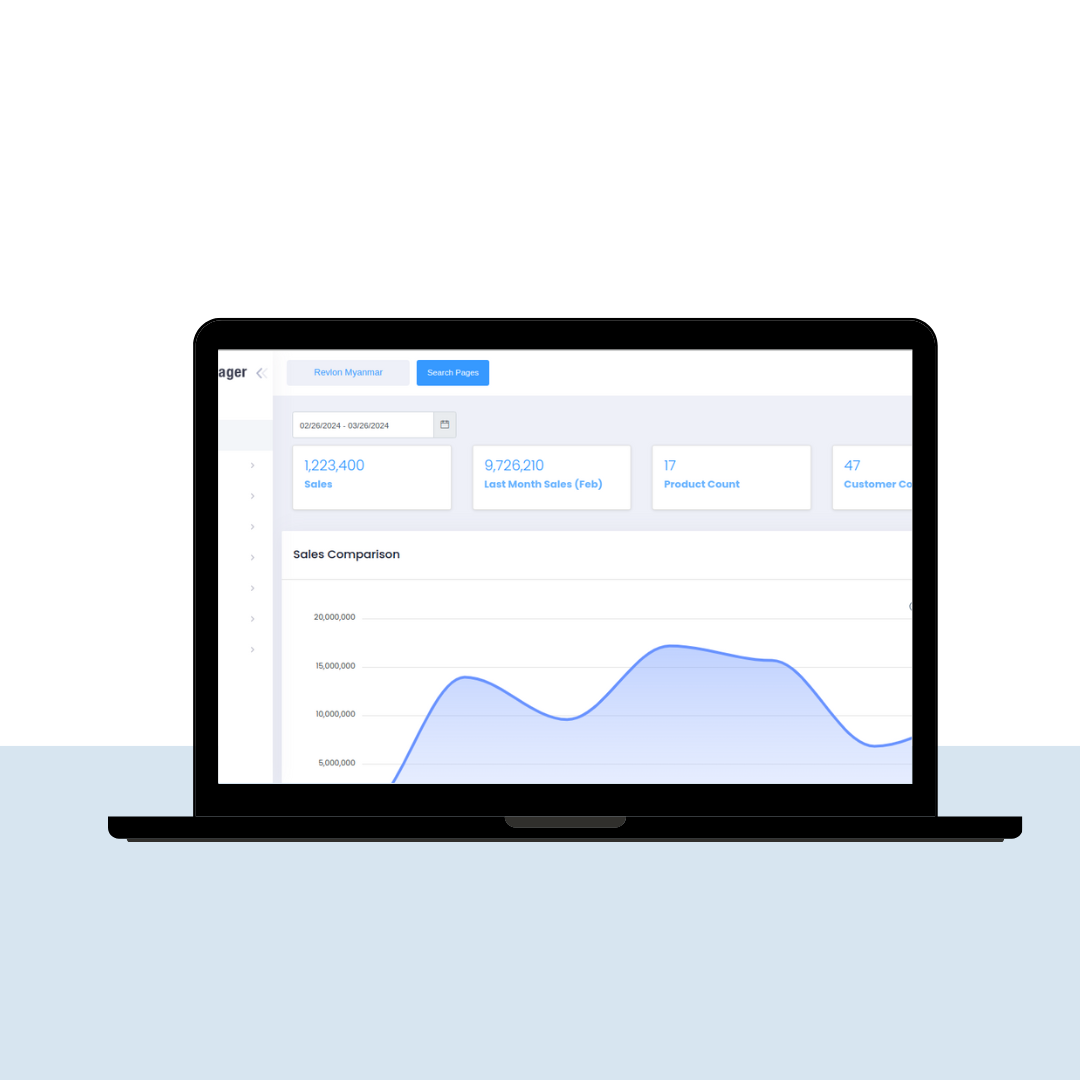 ager
Revlon Myanmar
Search Pages
02/26/2024 - 03/26/2024
1,223,400
Sales
9,726,210
Last Month Sales (Feb)
17
Product Count
47
Customer Co
Sales Comparison
20,000,000
15,000,000
10,000,000
5,000,000